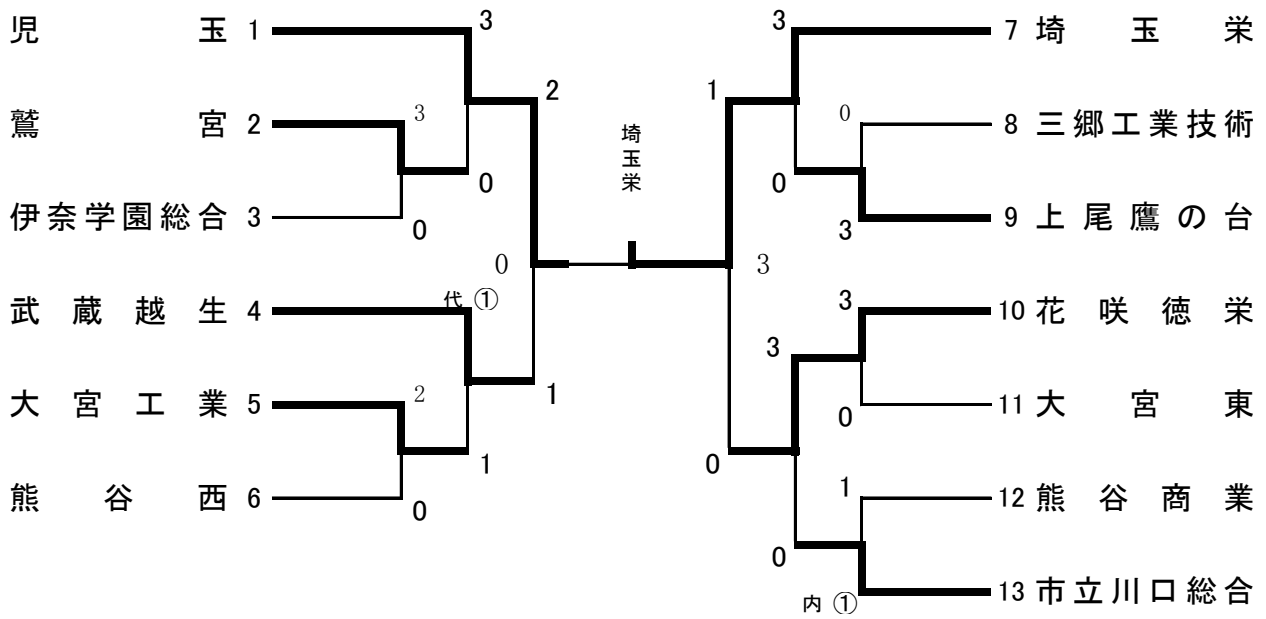 児玉 1
3
2
鷲宮 2
3
0
伊奈学園総合 3
0
0
武蔵越生 4
代 ①
1
大宮工業 5
2
1
熊谷西 6
0
埼玉栄
3
7 埼玉栄
1
0
8 三郷工業技術
0
3
9 上尾鷹の台
3
3
10 花咲徳栄
3
0
11 大宮東
0
1
12 熊谷商業
0
内 ①
13 市立川口総合